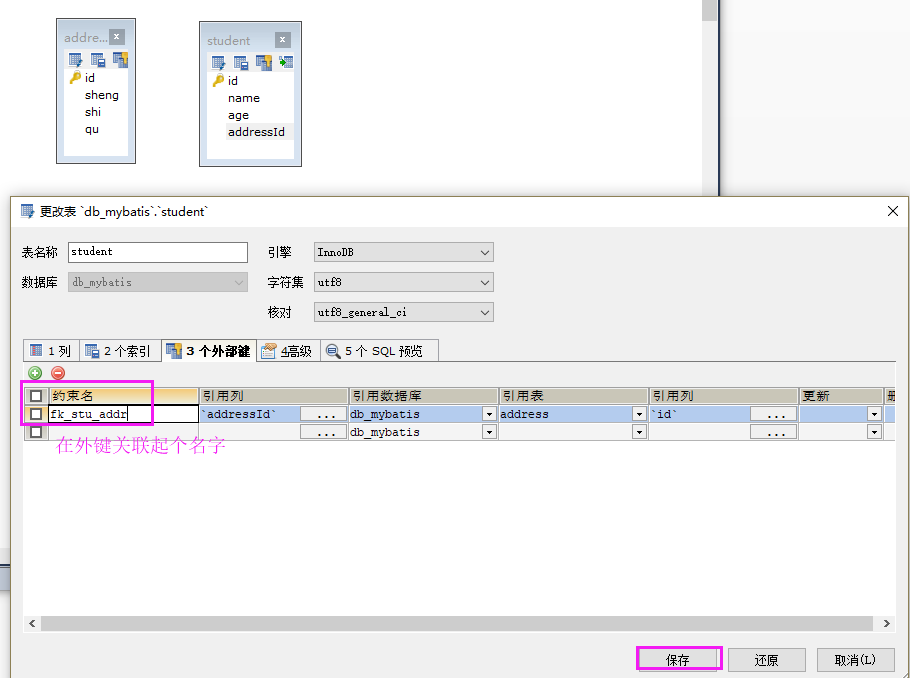 addre...
student
id
sheng
shi
qu
id
name
age
addressId
更改表 `db_mybatis`.`student`
表名称 student 引擎 InnoDB
数据库 db_mybatis 字符集 utf8
核对 utf8_general_ci
1 列 2 个索引 3 个外部键 4高级 5 个 SQL 预览
约束名 引用列 引用数据库 引用表 引用列 更新
fk_stu_addr `addressId` ... db_mybatis address `id` ...
... db_mybatis ...
在外键关联起个名字
保存 还原 取消(L)